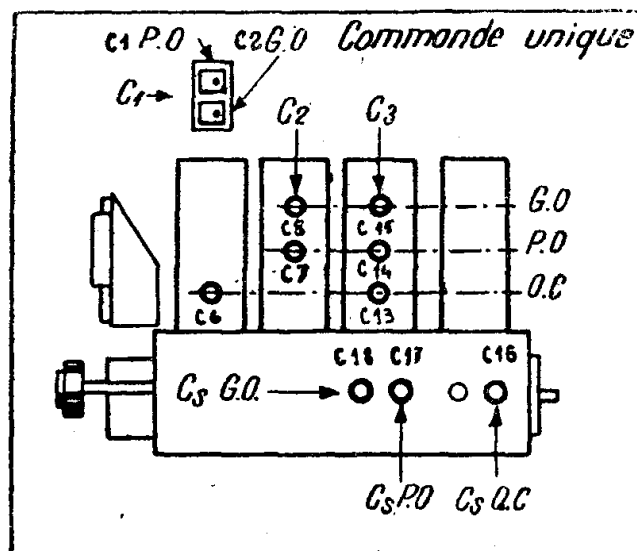 C1 P.O C2 G.O Commande unique
C1
C2 C3
G.O
C8 C15
P.O
C7 C14
O.C
C6 C13
C18 C17 C16
Cs G.O.
Cs P.O Cs O.C